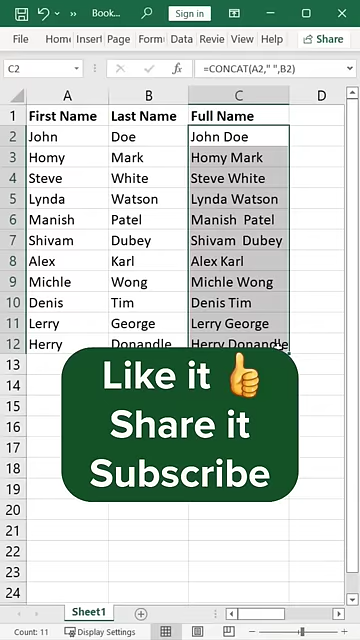 Book...
Sign in
File Home Insert Page Form Data Review View Help Share
C2 fx =CONCAT(A2," ",B2)
A B C D
1 First Name Last Name Full Name
2 John Doe John Doe
3 Homy Mark Homy Mark
4 Steve White Steve White
5 Lynda Watson Lynda Watson
6 Manish Patel Manish  Patel
7 Shivam Dubey Shivam  Dubey
8 Alex Karl Alex Karl
9 Michle Wong Michle Wong
10 Denis Tim Denis Tim
11 Lerry George Lerry George
12 Herry Donandle Herry Donandle
13
14
15
16
17
18
19
20
21
22
23
24
Like it 👍
Share it
Subscribe
Sheet1
Count: 11 Display Settings